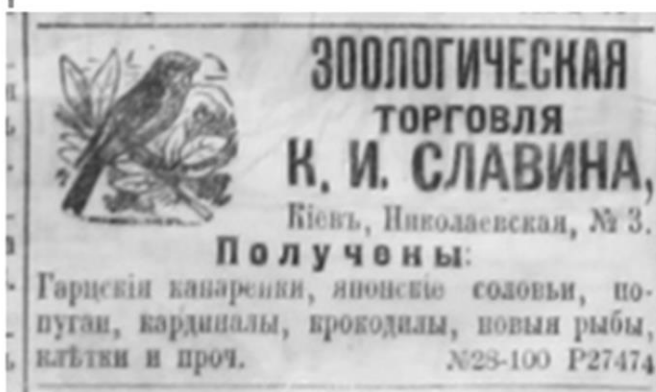 ЗООЛОГИЧЕСКАЯ
ТОРГОВЛЯ
К. И. СЛАВИНА,
Кіевъ, Николаевская, № 3.
Получены:
Гарцскія канарейки, японскіе соловьи, по-
пугаи, кардиналы, крокодилы, новыя рыбы,
клѣтки и проч.
№28-100 Р27474